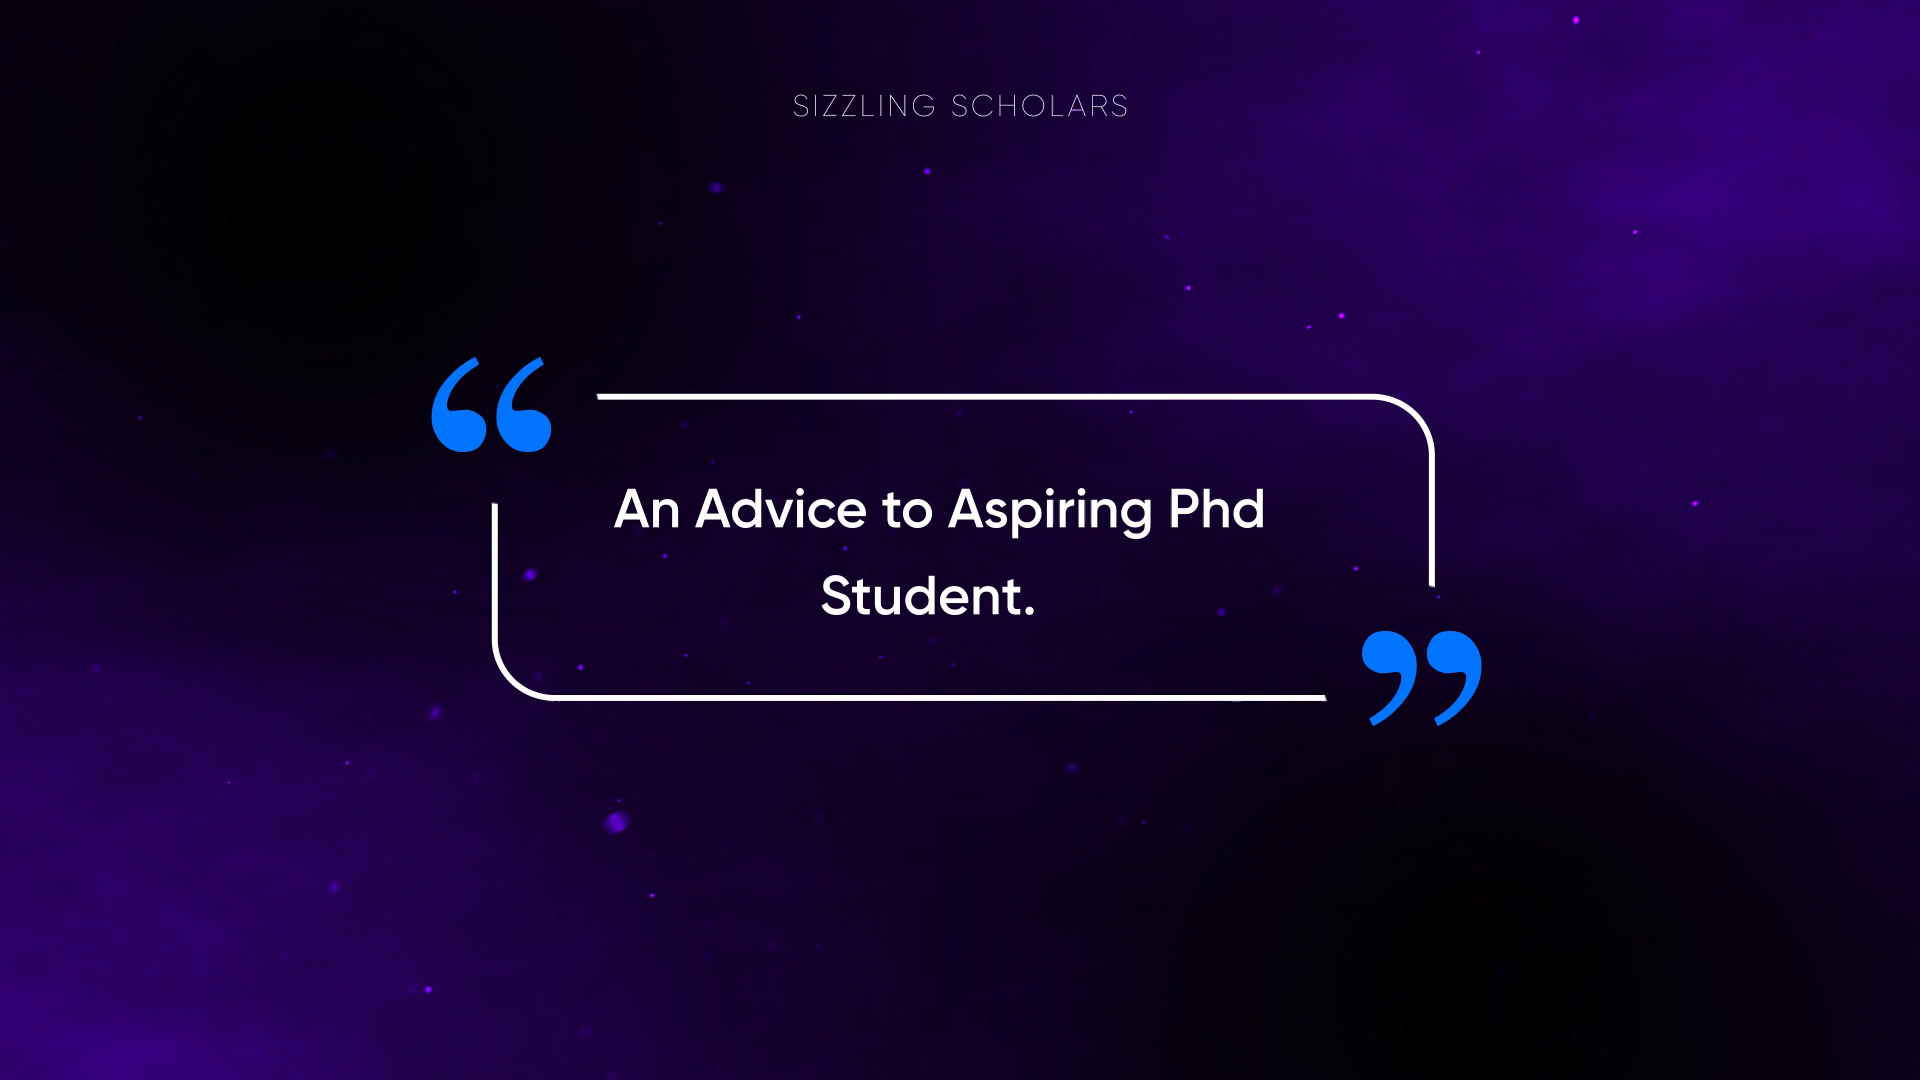 SIZZLING SCHOLARS
“
An Advice to Aspiring Phd
Student.
”